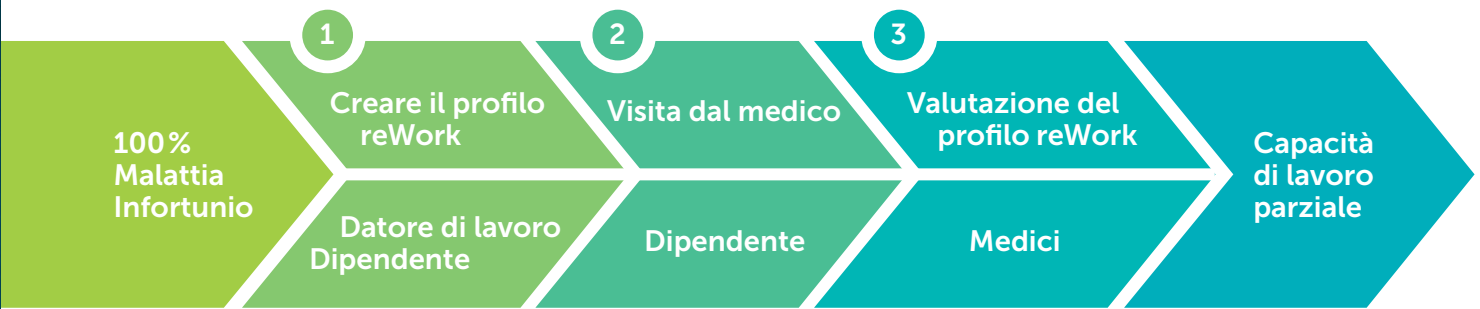 100 %
Malattia
Infortunio
1
Creare il profilo
reWork
Datore di lavoro
Dipendente
2
Visita dal medico
Dipendente
3
Valutazione del
profilo reWork
Medici
Capacità
di lavoro
parziale